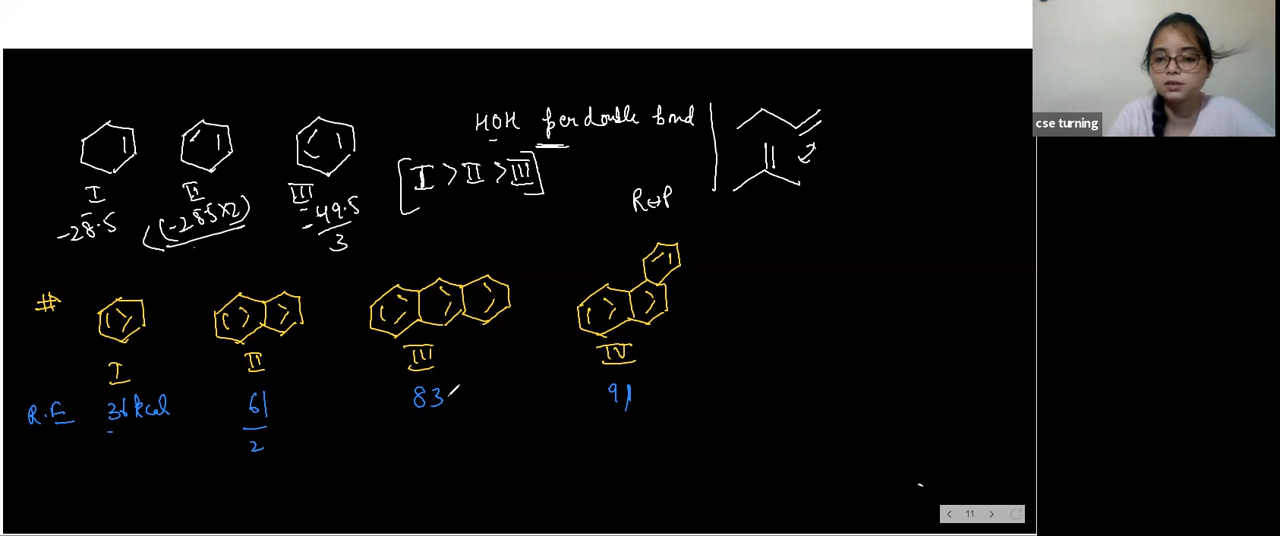 HOH per double bond
I II III
[I > II > III]
-28.5 (-28.5×2) -49.5/3
R↔P
#
I II III IV
R.E 36 kcal 61/2 83 91
cse turning
11